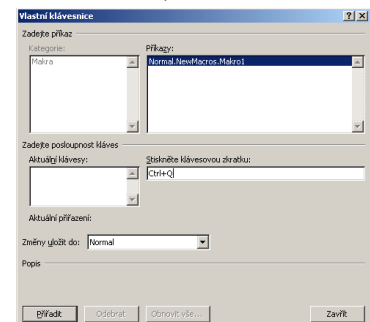 Vlastní klávesnice
Zadejte příkaz
Kategorie:
Příkazy:
Makra
Normal.NewMacros.Makro1
Zadejte posloupnost kláves
Aktuální klávesy:
Stiskněte klávesovou zkratku:
Ctrl+Q
Aktuální přiřazení:
Změny uložit do:
Normal
Popis
Přiřadit
Odebrat
Obnovit vše...
Zavřít